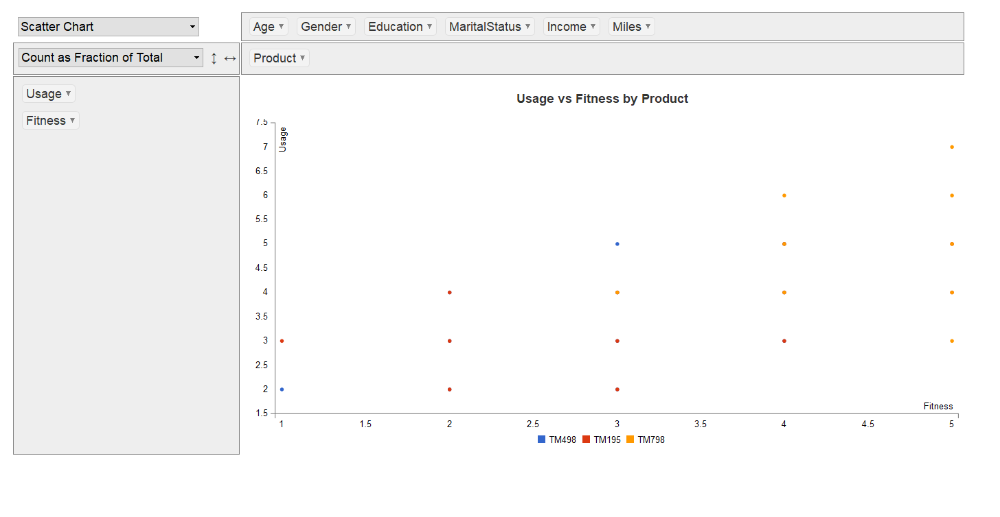 Scatter Chart
Age ▾ Gender ▾ Education ▾ MaritalStatus ▾ Income ▾ Miles ▾
Count as Fraction of Total ↕ ↔
Product ▾
Usage ▾
Fitness ▾
Usage vs Fitness by Product
7.5
Usage
7
6.5
6
5.5
5
4.5
4
3.5
3
2.5
2
1.5
Fitness
1 1.5 2 2.5 3 3.5 4 4.5 5
TM498 TM195 TM798